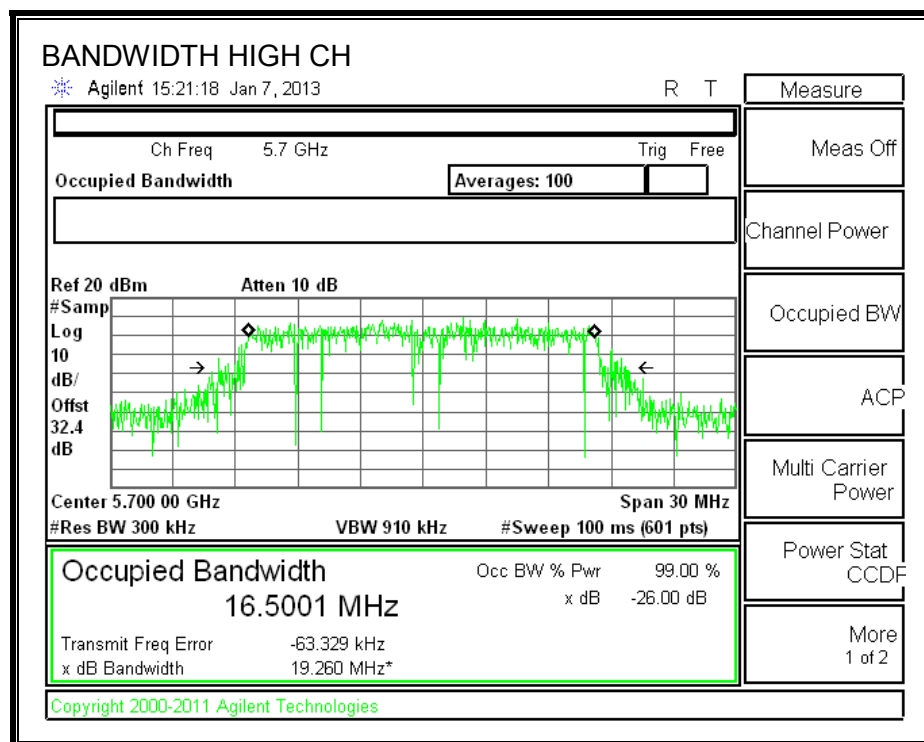 BANDWIDTH HIGH CH
Agilent 15:21:18 Jan 7, 2013 R T
Measure
Ch Freq 5.7 GHz Trig Free
Meas Off
Occupied Bandwidth Averages: 100
Channel Power
Ref 20 dBm Atten 10 dB
#Samp
Log
10
dB/
Offst
32.4
dB
Occupied BW
ACP
Multi Carrier
Power
Center 5.700 00 GHz Span 30 MHz
#Res BW 300 kHz VBW 910 kHz #Sweep 100 ms (601 pts)
Power Stat
CCDF
Occupied Bandwidth Occ BW % Pwr 99.00 %
16.5001 MHz x dB -26.00 dB
Transmit Freq Error -63.329 kHz
x dB Bandwidth 19.260 MHz*
More
1 of 2
Copyright 2000-2011 Agilent Technologies